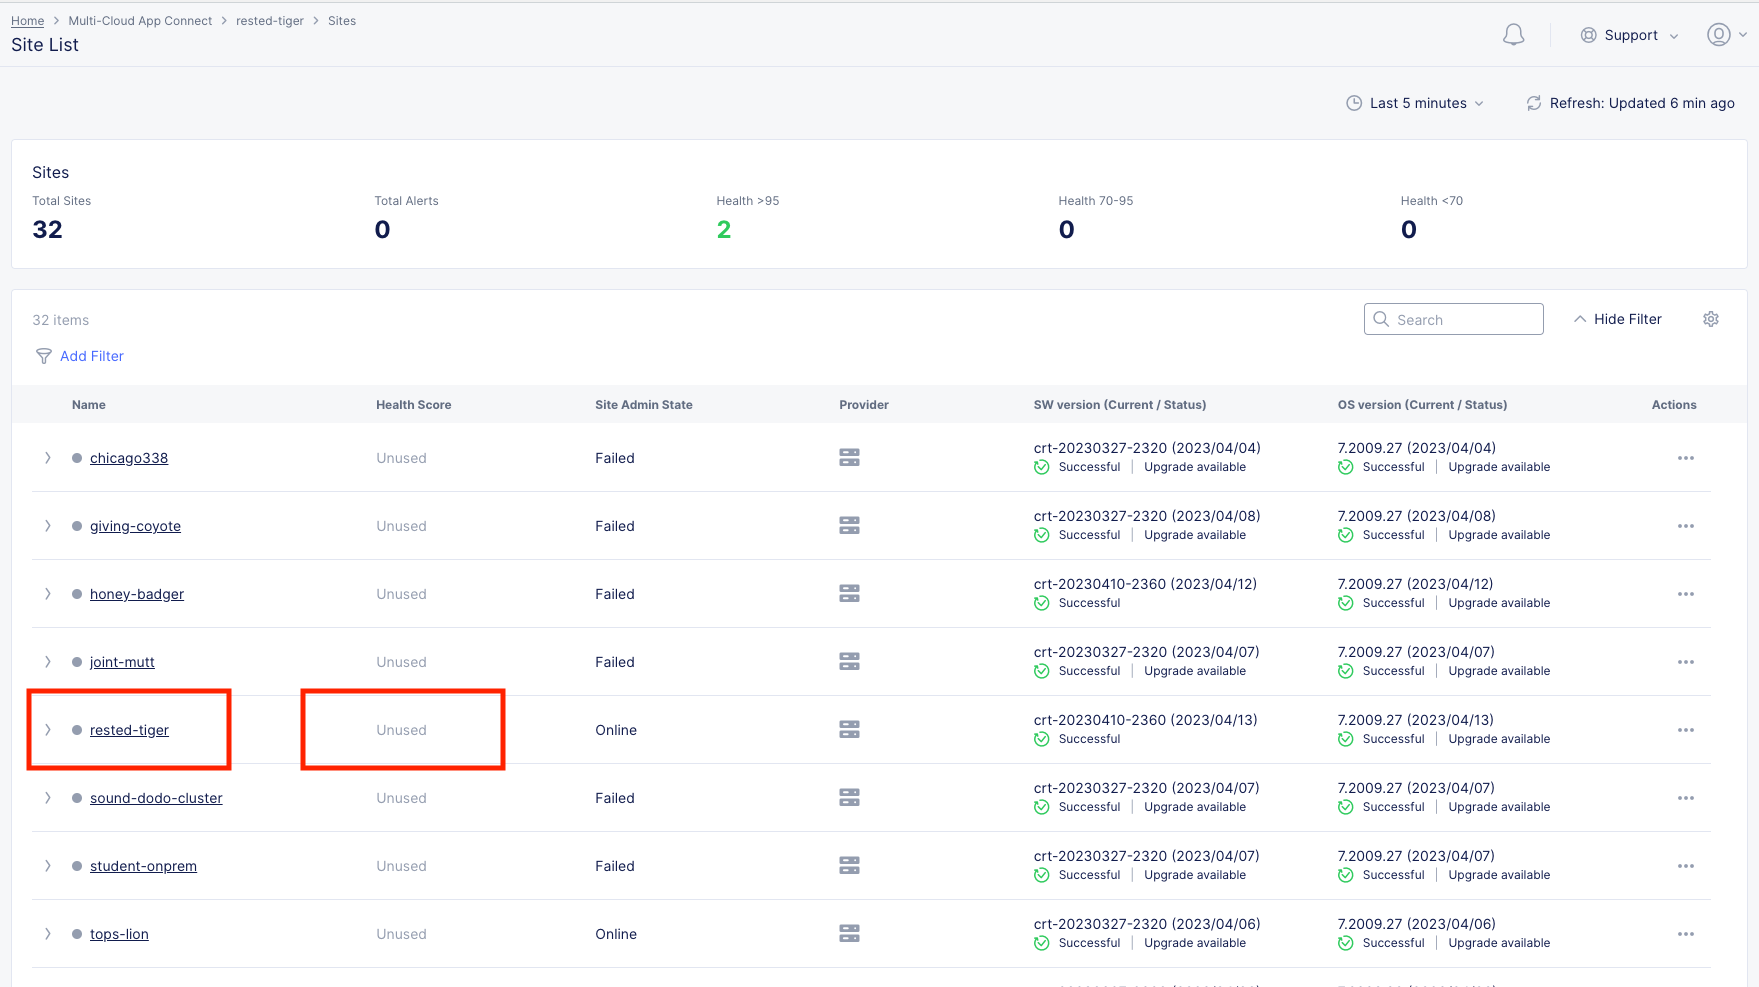 Home > Multi-Cloud App Connect > rested-tiger > Sites
Site List
Support
Last 5 minutes
Refresh: Updated 6 min ago
Sites
Total Sites
32
Total Alerts
0
Health >95
2
Health 70-95
0
Health <70
0
32 items
Search
Hide Filter
Add Filter
Name Health Score Site Admin State Provider SW version (Current / Status) OS version (Current / Status) Actions
chicago338 Unused Failed crt-20230327-2320 (2023/04/04) 7.2009.27 (2023/04/04)
Successful | Upgrade available Successful | Upgrade available
giving-coyote Unused Failed crt-20230327-2320 (2023/04/08) 7.2009.27 (2023/04/08)
Successful | Upgrade available Successful | Upgrade available
honey-badger Unused Failed crt-20230410-2360 (2023/04/12) 7.2009.27 (2023/04/12)
Successful Successful | Upgrade available
joint-mutt Unused Failed crt-20230327-2320 (2023/04/07) 7.2009.27 (2023/04/07)
Successful | Upgrade available Successful | Upgrade available
rested-tiger Unused Online crt-20230410-2360 (2023/04/13) 7.2009.27 (2023/04/13)
Successful Successful | Upgrade available
sound-dodo-cluster Unused Failed crt-20230327-2320 (2023/04/07) 7.2009.27 (2023/04/07)
Successful | Upgrade available Successful | Upgrade available
student-onprem Unused Failed crt-20230327-2320 (2023/04/07) 7.2009.27 (2023/04/07)
Successful | Upgrade available Successful | Upgrade available
tops-lion Unused Online crt-20230327-2320 (2023/04/06) 7.2009.27 (2023/04/06)
Successful | Upgrade available Successful | Upgrade available